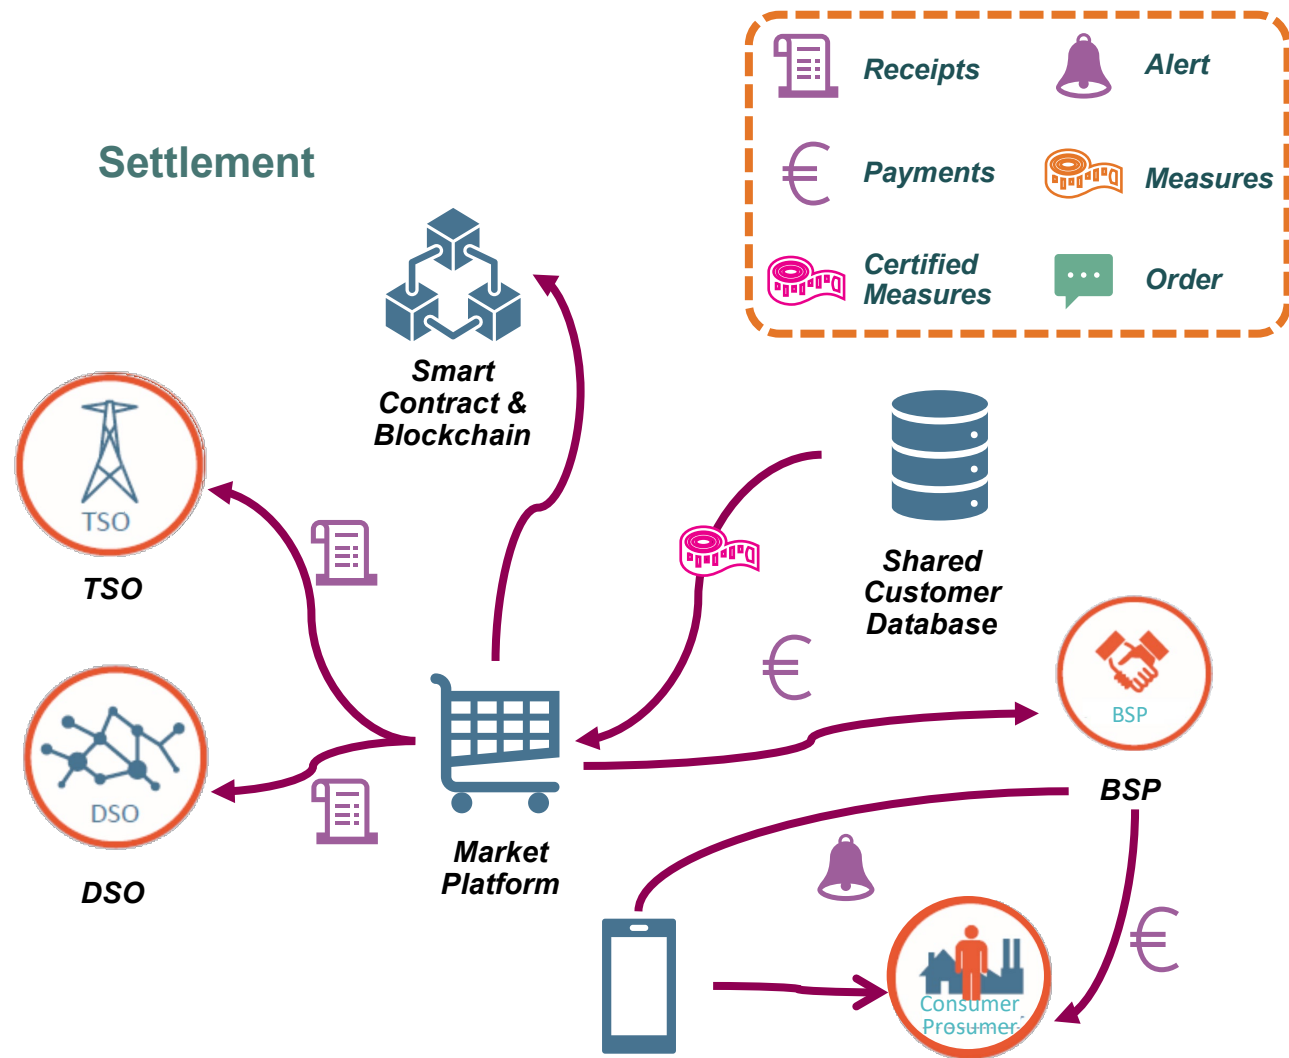 Settlement
Receipts
Alert
Payments
Measures
Certified
Measures
Order
Smart
Contract &
Blockchain
TSO
TSO
Shared
Customer
Database
DSO
DSO
Market
Platform
BSP
BSP
Consumer
Prosumer